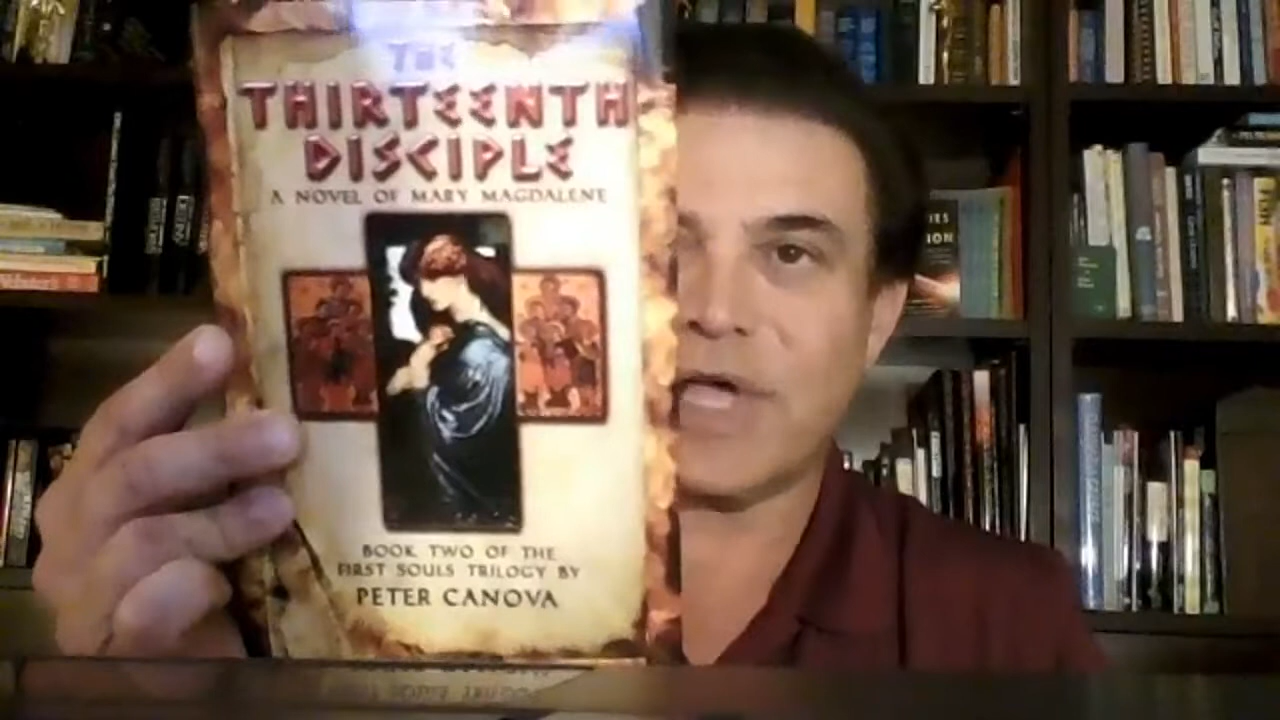 THE
THIRTEENTH
DISCIPLE
A NOVEL OF MARY MAGDALENE
BOOK TWO OF THE
FIRST SOULS TRILOGY BY
PETER CANOVA